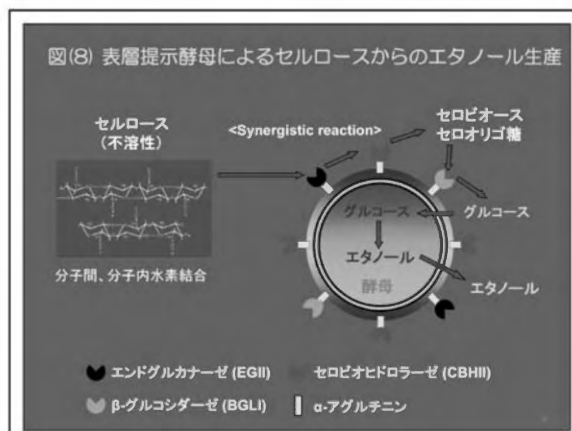 図(8) 表層提示酵母によるセルロースからのエタノール生産
セルロース
(不溶性)
<Synergistic reaction>
セロビオース
セロオリゴ糖
グルコース
グルコース
エタノール
エタノール
酵母
分子間、分子内水素結合
エンドグルカナーゼ (EGII)
セロビオヒドロラーゼ (CBHII)
β-グルコシダーゼ (BGLI)
α-アグルチニン